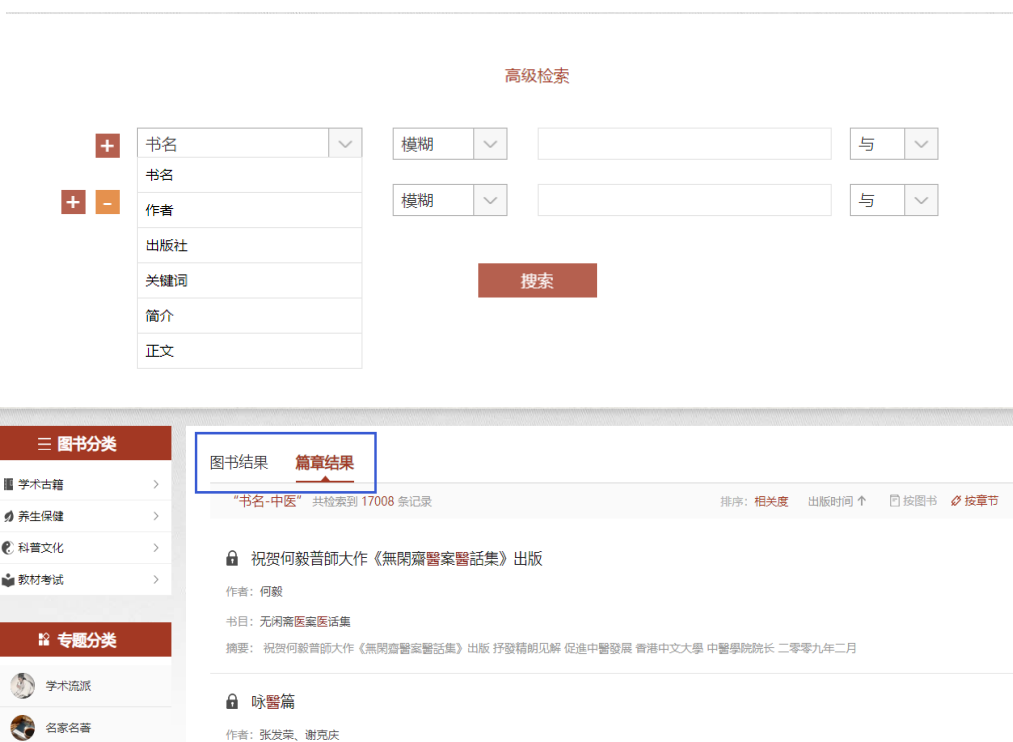 高级检索
+ 书名 模糊 与
书名
+ - 作者 模糊 与
出版社
关键词 搜索
简介
正文
图书分类
学术古籍
养生保健
科普文化
教材考试
专题分类
学术流派
名家名著
图书结果 篇章结果
“书名-中医” 共检索到 17008 条记录 排序: 相关度 出版时间 按图书 按章节
祝贺何毅普師大作《無閑齋醫案醫話集》出版
作者: 何毅
书目: 无闲斋医案医话集
摘要: 祝贺何毅普師大作《無閑齋醫案醫話集》出版 抒發精朗见解 促進中醫發展 香港中文大學 中醫學院院长 二零零九年二月
咏醫篇
作者: 张发荣、谢克庆